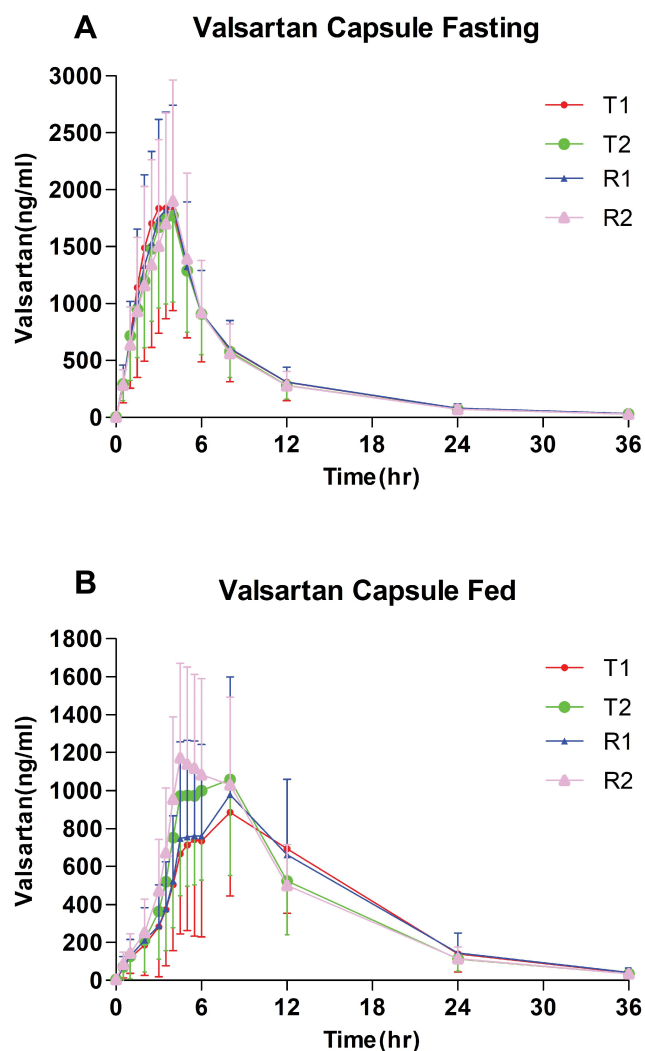 A
Valsartan Capsule Fasting
3000
2500
2000
1500
1000
500
0
Valsartan(ng/ml)
T1
T2
R1
R2
0 6 12 18 24 30 36
Time(hr)
B
Valsartan Capsule Fed
1800
1600
1400
1200
1000
800
600
400
200
0
Valsartan(ng/ml)
T1
T2
R1
R2
0 6 12 18 24 30 36
Time(hr)